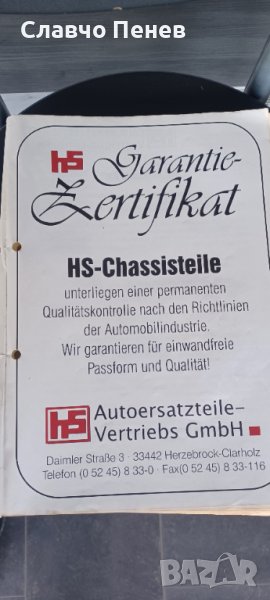 Славчо Пенев
HS Garantie-
Zertifikat
HS-Chassisteile
unterliegen einer permanenten
Qualitätskontrolle nach den Richtlinien
der Automobilindustrie.
Wir garantieren für einwandfreie
Passform und Qualität!
HS Autoersatzteile-
Vertriebs GmbH
Daimler Straße 3 · 33442 Herzebrock-Clarholz
Telefon (0 52 45) 8 33-0 · Fax(0 52 45) 8 33-116
BAZAR